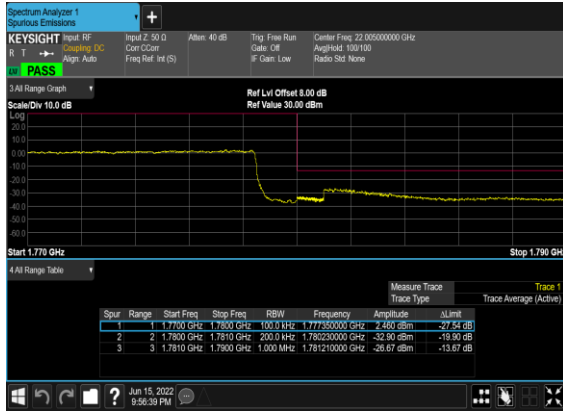 Spectrum Analyzer 1
Spurious Emissions
KEYSIGHT Input: RF Input Z: 50 Ω Atten: 40 dB Trig: Free Run Center Freq: 22.005000000 GHz
R T Coupling: DC Corr CCorr Gate: Off Avg|Hold: 100/100
Align: Auto Freq Ref: Int (S) IF Gain: Low Radio Std: None
PASS
3 All Range Graph
Scale/Div 10.0 dB Ref Lvl Offset 8.00 dB
Ref Value 30.00 dBm
Log
20.0
10.0
0.00
-10.0
-20.0
-30.0
-40.0
-50.0
-60.0
Start 1.770 GHz Stop 1.790 GH
4 All Range Table
Measure Trace Trace 1
Trace Type Trace Average (Active)
Spur Range Start Freq Stop Freq RBW Frequency Amplitude ΔLimit
1 1 1.7700 GHz 1.7800 GHz 100.0 kHz 1.777350000 GHz 2.460 dBm -27.54 dB
2 2 1.7800 GHz 1.7810 GHz 200.0 kHz 1.780230000 GHz -32.90 dBm -19.90 dB
3 3 1.7810 GHz 1.7900 GHz 1.000 MHz 1.781210000 GHz -26.67 dBm -13.67 dB
Jun 15, 2022
9:56:39 PM